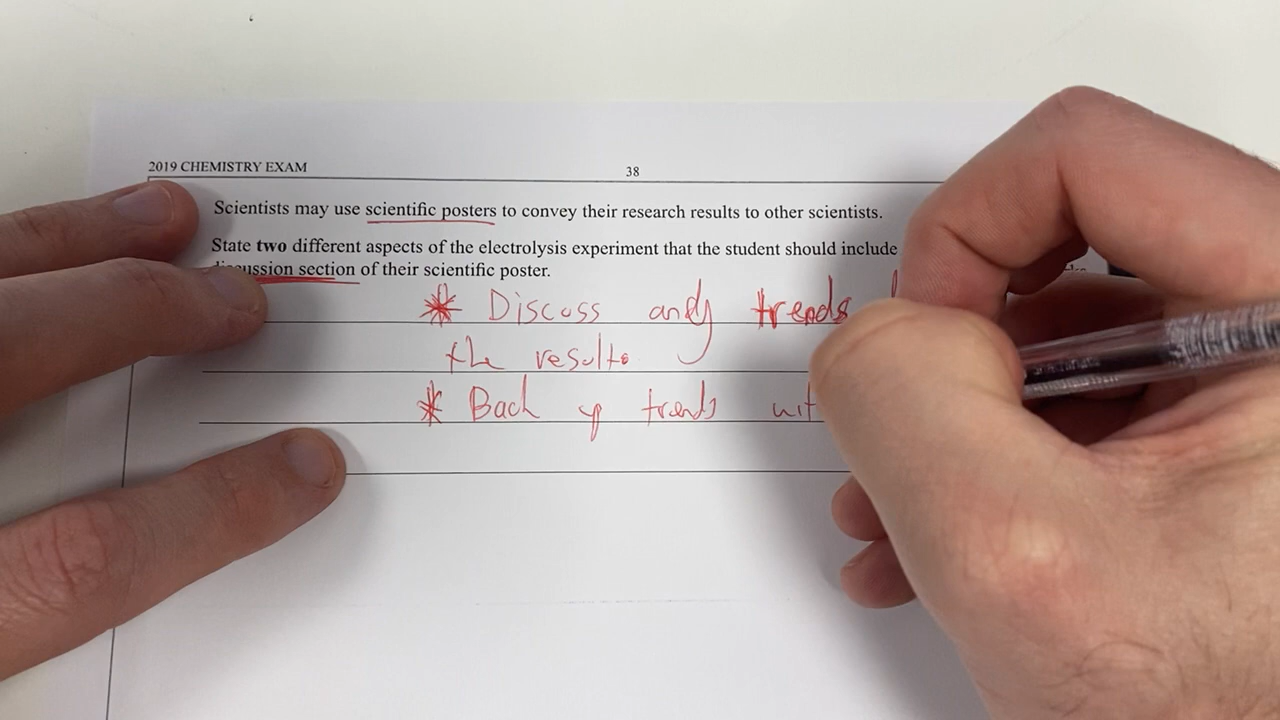 2019 CHEMISTRY EXAM 38
Scientists may use scientific posters to convey their research results to other scientists.
State two different aspects of the electrolysis experiment that the student should include
section of their scientific poster.
* Discuss andy trends
the results
* Back up trends